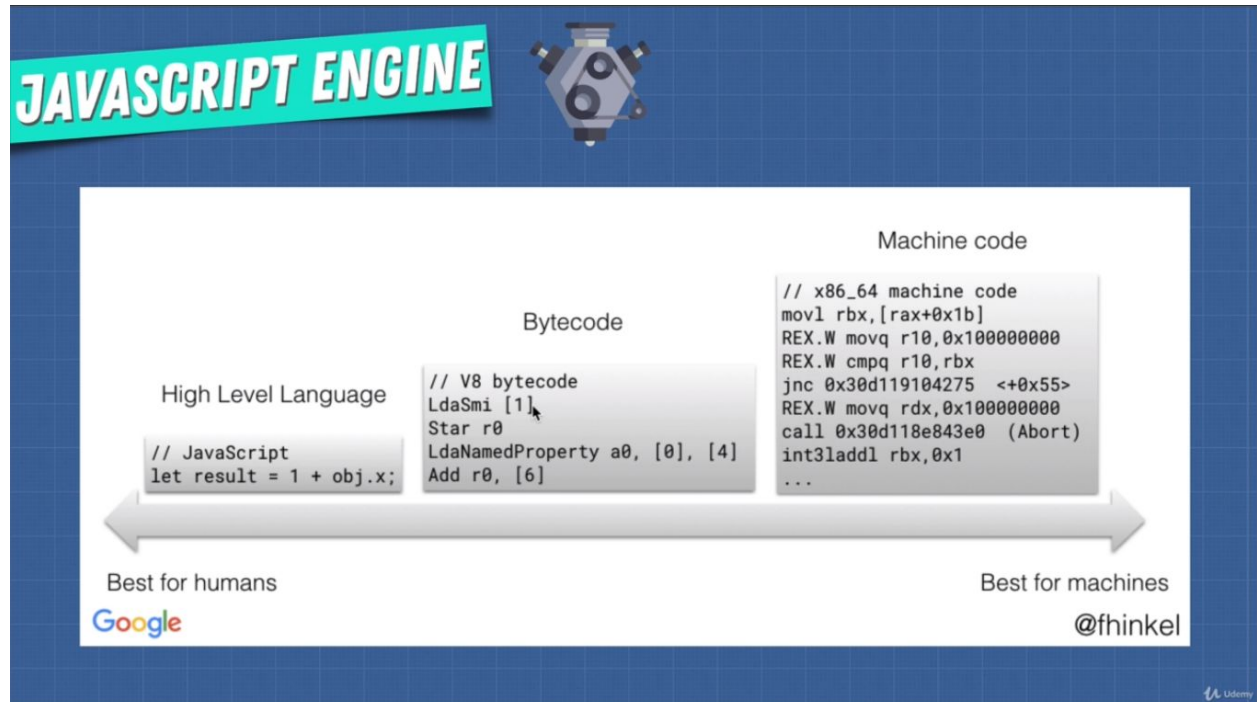 JAVASCRIPT ENGINE
Machine code
// x86_64 machine code
movl rbx,[rax+0x1b]
REX.W movq r10,0x100000000
REX.W cmpq r10,rbx
jnc 0x30d119104275 <+0x55>
REX.W movq rdx,0x100000000
call 0x30d118e843e0 (Abort)
int3laddl rbx,0x1
...
Bytecode
// V8 bytecode
LdaSmi [1]
Star r0
LdaNamedProperty a0, [0], [4]
Add r0, [6]
High Level Language
// JavaScript
let result = 1 + obj.x;
Best for humans
Best for machines
Google
@fhinkel
Udemy